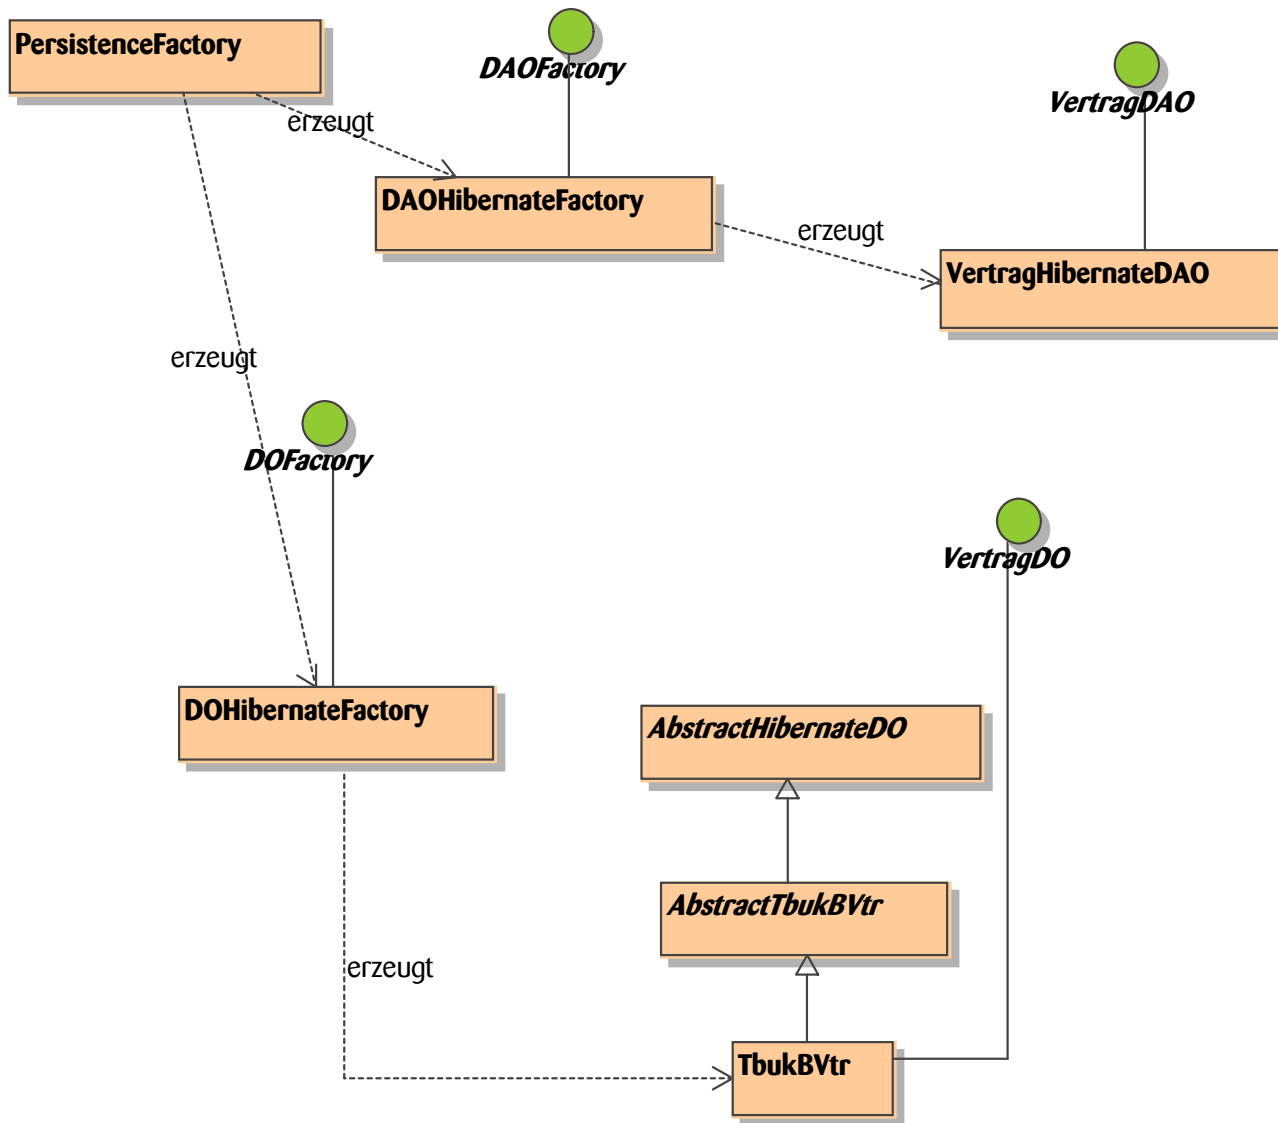 PersistenceFactory
DAOFactory
VertragDAO
erzeugt
DAOHibernateFactory
erzeugt
VertragHibernateDAO
erzeugt
DOFactory
VertragDO
DOHibernateFactory
AbstractHibernateDO
AbstractTbukBVtr
erzeugt
TbukBVtr